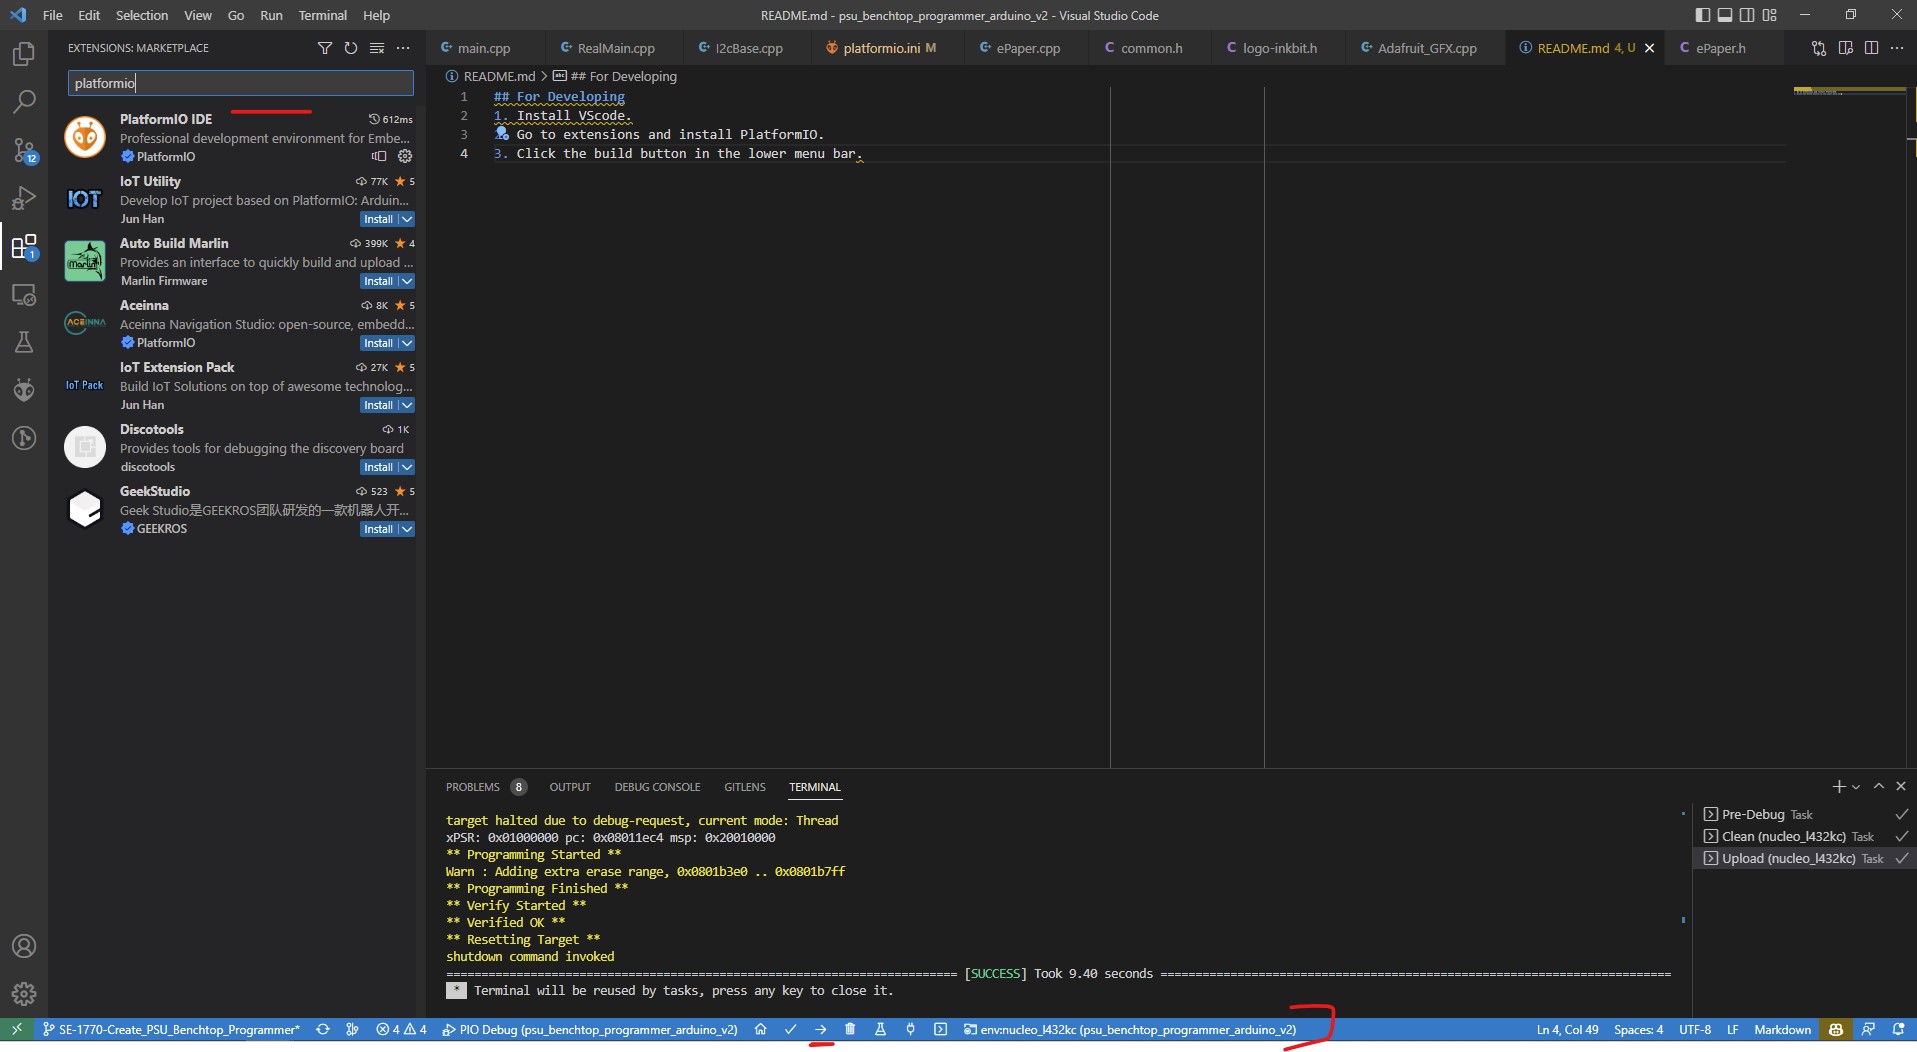 File Edit Selection View Go Run Terminal Help
README.md - psu_benchtop_programmer_arduino_v2 - Visual Studio Code
EXTENSIONS: MARKETPLACE
platformio
PlatformIO IDE 612ms
Professional development environment for Embe...
PlatformIO
IoT Utility 77K 5
Develop IoT project based on PlatformIO: Arduin...
Jun Han Install
Auto Build Marlin 399K 4
Provides an interface to quickly build and upload ...
Marlin Firmware Install
Aceinna 8K 5
Aceinna Navigation Studio: open-source, embedd...
PlatformIO Install
IoT Extension Pack 27K 5
Build IoT Solutions on top of awesome technolog...
Jun Han Install
Discotools 1K
Provides tools for debugging the discovery board
discotools Install
GeekStudio 523 5
Geek Studio是GEEKROS团队研发的一款机器人开...
GEEKROS Install
IOT
Marlin
ACEINNA
IoT Pack
12
1
main.cpp RealMain.cpp I2cBase.cpp platformio.ini M ePaper.cpp common.h logo-inkbit.h Adafruit_GFX.cpp README.md 4, U ePaper.h
README.md > ## For Developing
1 ## For Developing
2 1. Install VScode.
3 Go to extensions and install PlatformIO.
4 3. Click the build button in the lower menu bar.
PROBLEMS 8 OUTPUT DEBUG CONSOLE GITLENS TERMINAL
target halted due to debug-request, current mode: Thread
xPSR: 0x01000000 pc: 0x08011ec4 msp: 0x20010000
** Programming Started **
Warn : Adding extra erase range, 0x0801b3e0 .. 0x0801b7ff
** Programming Finished **
** Verify Started **
** Verified OK **
** Resetting Target **
shutdown command invoked
[SUCCESS] Took 9.40 seconds
* Terminal will be reused by tasks, press any key to close it.
Pre-Debug Task
Clean (nucleo_l432kc) Task
Upload (nucleo_l432kc) Task
SE-1770-Create_PSU_Benchtop_Programmer* 4 4 PIO Debug (psu_benchtop_programmer_arduino_v2) env:nucleo_l432kc (psu_benchtop_programmer_arduino_v2) Ln 4, Col 49 Spaces: 4 UTF-8 LF Markdown